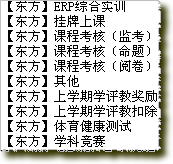 【东方】ERP综合实训
【东方】挂牌上课
【东方】课程考核（监考）
【东方】课程考核（命题）
【东方】课程考核（阅卷）
【东方】其他
【东方】上学期学评教奖励
【东方】上学期学评教扣除
【东方】体育健康测试
【东方】学科竞赛